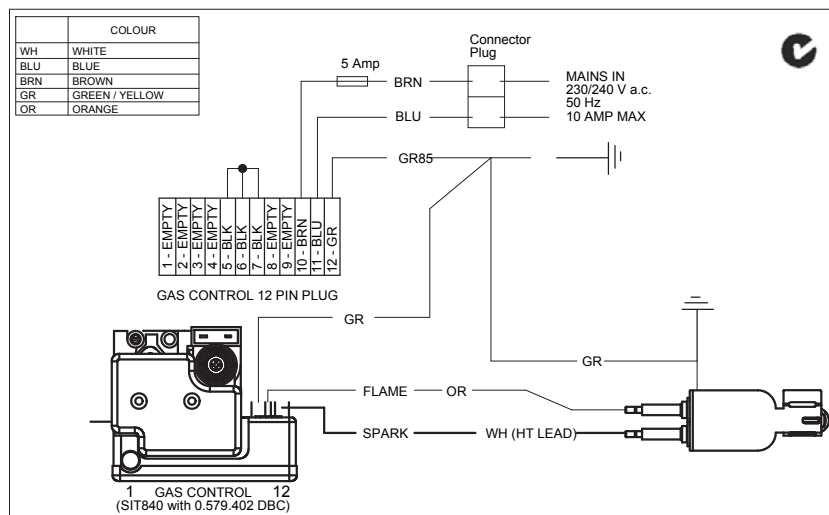 COLOUR
WH WHITE
BLU BLUE
BRN BROWN
GR GREEN / YELLOW
OR ORANGE
Connector
Plug
5 Amp
BRN
MAINS IN
230/240 V a.c.
50 Hz
10 AMP MAX
BLU
GR85
1 - EMPTY
2 - EMPTY
3 - EMPTY
4 - EMPTY
5 - BLK
6 - BLK
7 - BLK
8 - EMPTY
9 - EMPTY
10 - BRN
11 - BLU
12 - GR
GAS CONTROL 12 PIN PLUG
GR
GR
FLAME OR
SPARK WH (HT LEAD)
1 GAS CONTROL 12
(SIT840 with 0.579.402 DBC)